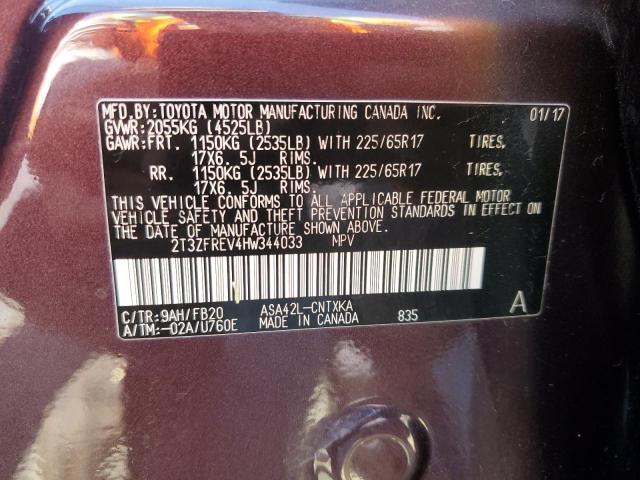 MFD.BY:TOYOTA MOTOR MANUFACTURING CANADA INC. 01/17
GVWR:2055KG (4525LB)
GAWR:FRT. 1150KG (2535LB) WITH 225/65R17 TIRES,
17X6.5J RIMS.
RR. 1150KG (2535LB) WITH 225/65R17 TIRES,
17X6.5J RIMS.
THIS VEHICLE CONFORMS TO ALL APPLICABLE FEDERAL MOTOR
VEHICLE SAFETY AND THEFT PREVENTION STANDARDS IN EFFECT ON
THE DATE OF MANUFACTURE SHOWN ABOVE.
2T3ZFREV4HW344033 MPV
C/TR:9AH/FB20 ASA42L-CNTXKA A
A/TM:-02A/U760E MADE IN CANADA 835